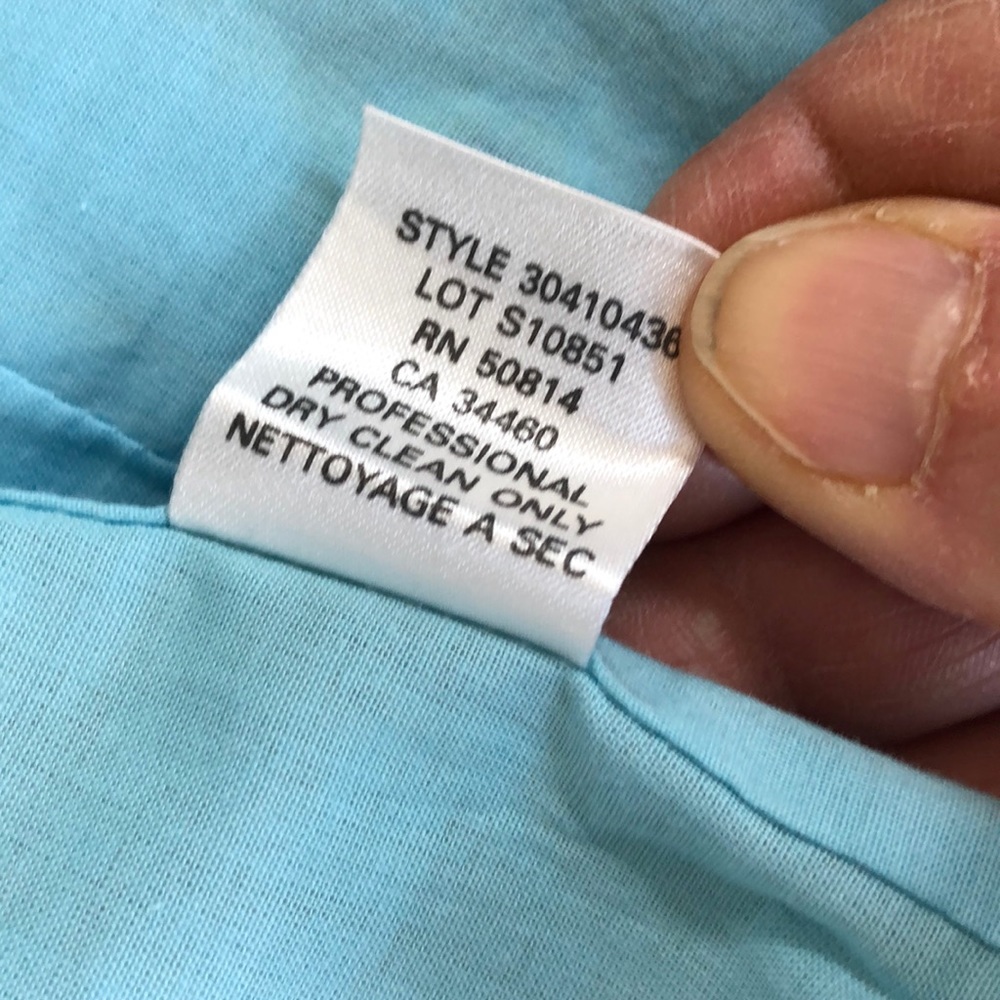 STYLE 30410436
LOT S10851
RN 50814
CA 34460
PROFESSIONAL
DRY CLEAN ONLY
NETTOYAGE A SEC